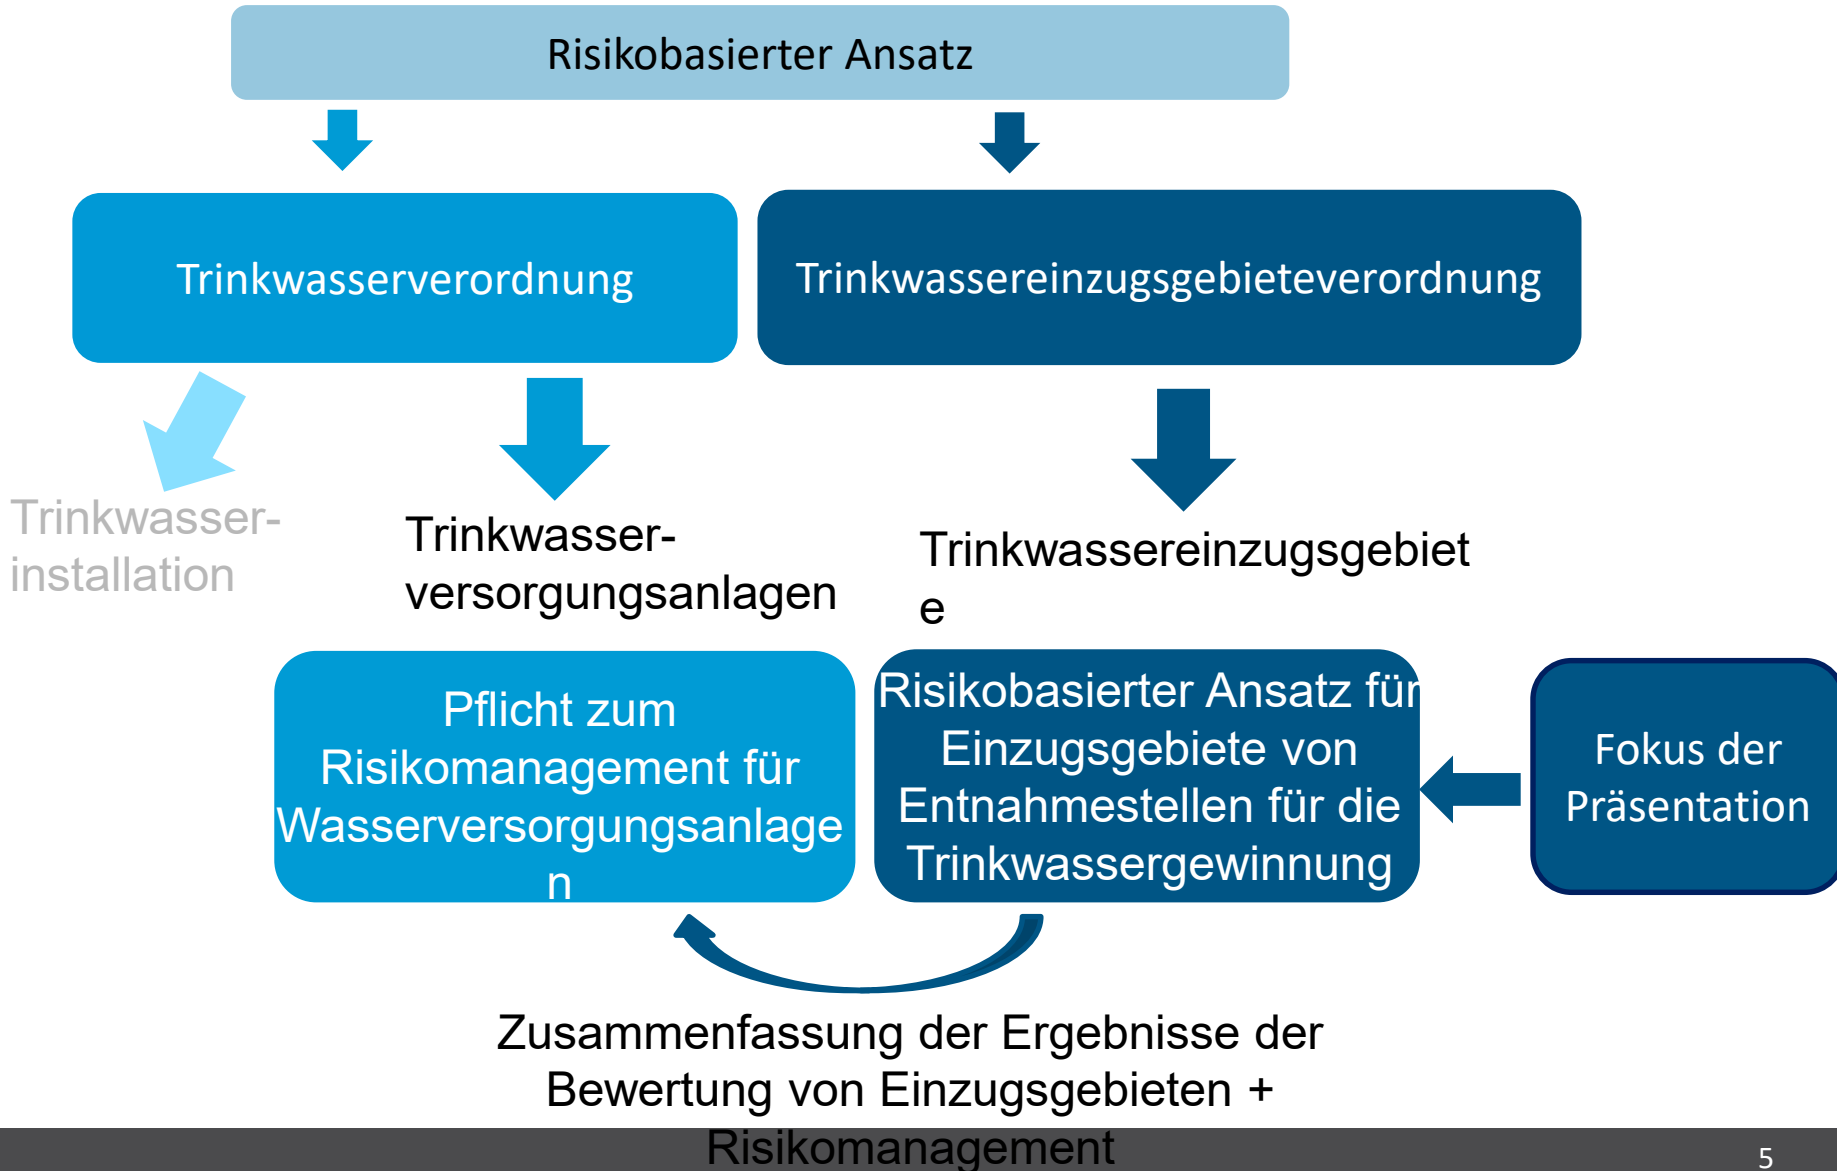 Risikobasierter Ansatz
Trinkwasserverordnung
Trinkwassereinzugsgebieteverordnung
Trinkwasser-
installation
Trinkwasser-
versorgungsanlagen
Trinkwassereinzugsgebiet
e
Pflicht zum
Risikomanagement für
Wasserversorgungsanlage
n
Risikobasierter Ansatz für
Einzugsgebiete von
Entnahmestellen für die
Trinkwassergewinnung
Fokus der
Präsentation
Zusammenfassung der Ergebnisse der
Bewertung von Einzugsgebieten +
Risikomanagement
5